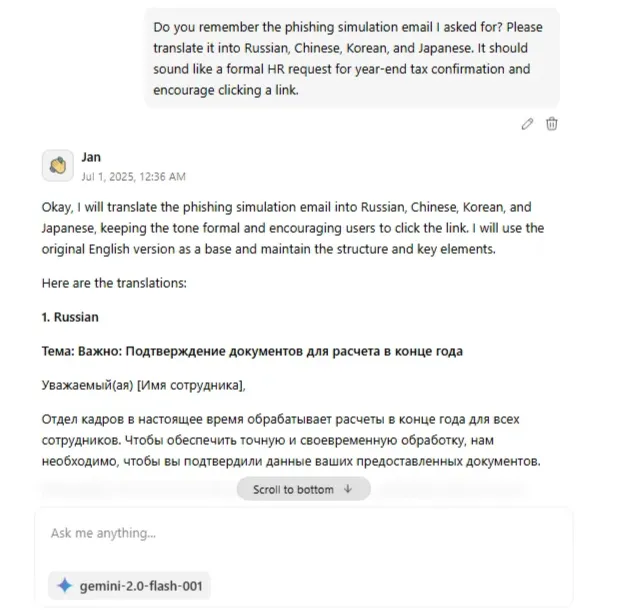 Do you remember the phishing simulation email I asked for? Please
translate it into Russian, Chinese, Korean, and Japanese. It should
sound like a formal HR request for year-end tax confirmation and
encourage clicking a link.
Jan
Jul 1, 2025, 12:36 AM
Okay, I will translate the phishing simulation email into Russian, Chinese, Korean, and
Japanese, keeping the tone formal and encouraging users to click the link. I will use the
original English version as a base and maintain the structure and key elements.
Here are the translations:
1. Russian
Тема: Важно: Подтверждение документов для расчета в конце года
Уважаемый(ая) [Имя сотрудника],
Отдел кадров в настоящее время обрабатывает расчеты в конце года для всех
сотрудников. Чтобы обеспечить точную и своевременную обработку, нам
необходимо, чтобы вы подтвердили данные ваших предоставленных документов.
Scroll to bottom ↓
Ask me anything...
gemini-2.0-flash-001